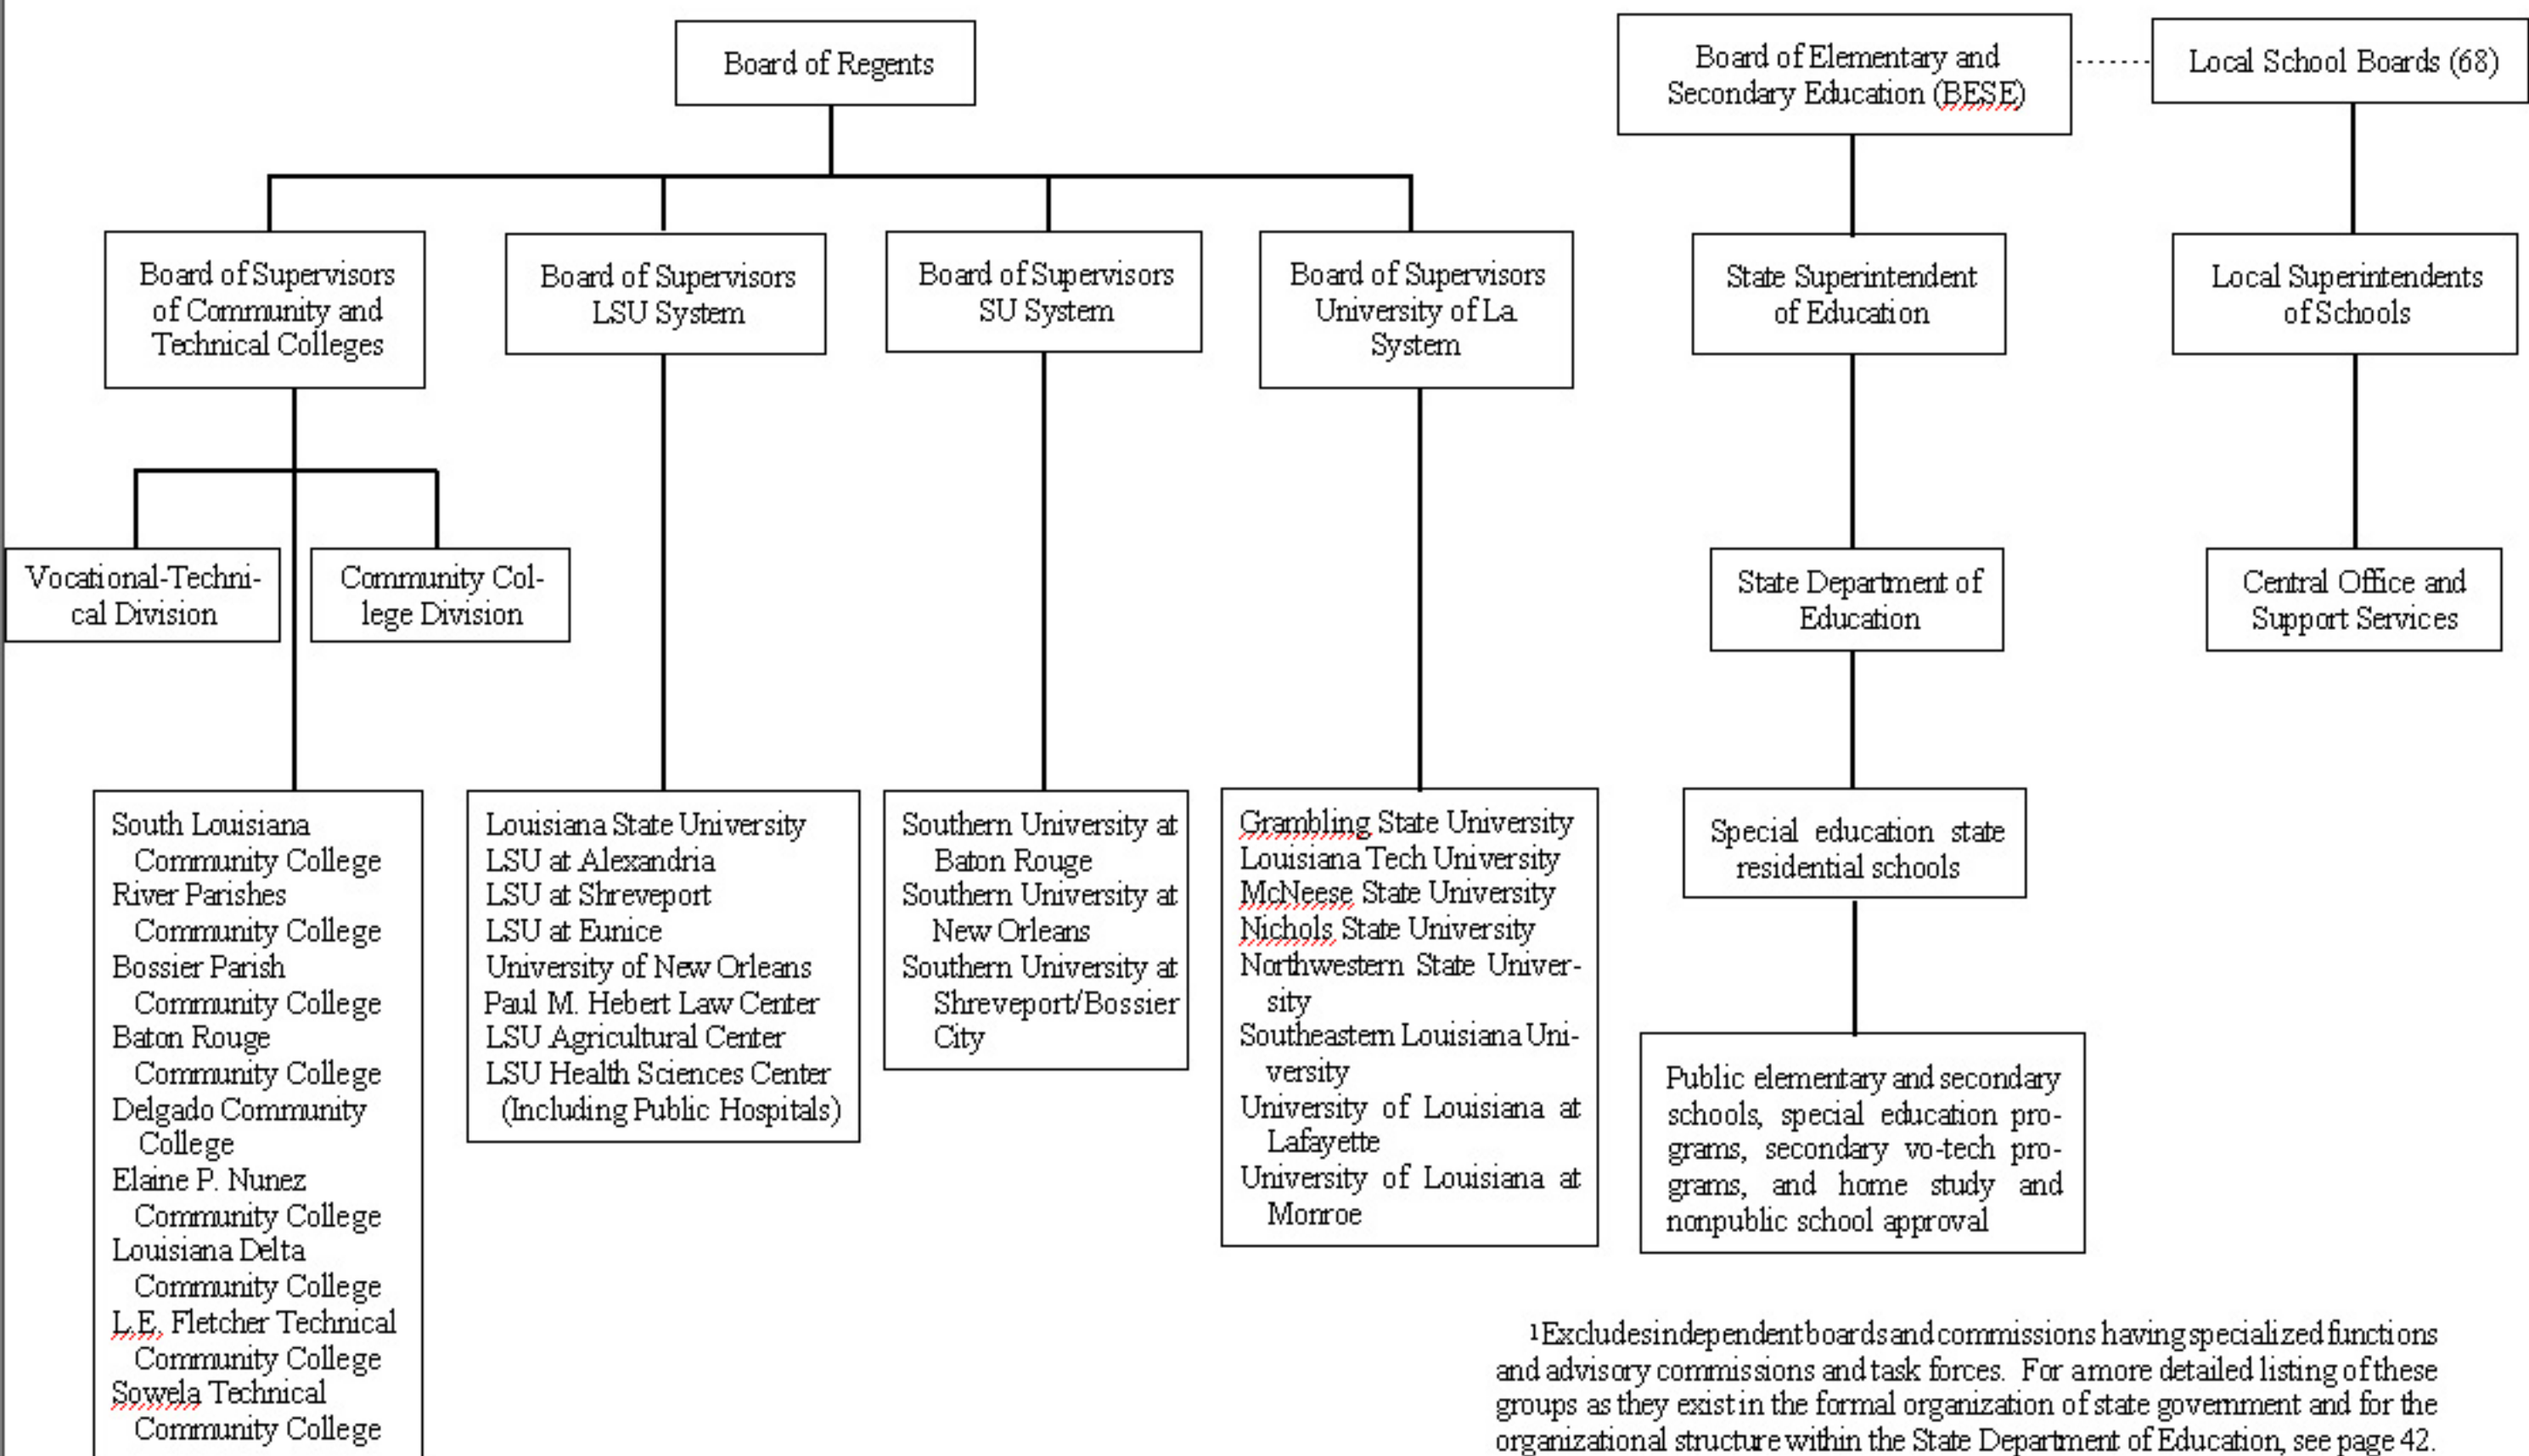 Board of Regents
Board of Elementary and
Secondary Education (BESE)
Local School Boards (68)
Board of Supervisors
of Community and
Technical Colleges
Board of Supervisors
LSU System
Board of Supervisors
SU System
Board of Supervisors
University of La
System
State Superintendent
of Education
Local Superintendents
of Schools
Vocational-Techni-
cal Division
Community Col-
lege Division
State Department of
Education
Central Office and
Support Services
South Louisiana
Community College
River Parishes
Community College
Bossier Parish
Community College
Baton Rouge
Community College
Delgado Community
College
Elaine P. Nunez
Community College
Louisiana Delta
Community College
L.E. Fletcher Technical
Community College
Sowela Technical
Community College
Louisiana State University
LSU at Alexandria
LSU at Shreveport
LSU at Eunice
University of New Orleans
Paul M. Hebert Law Center
LSU Agricultural Center
LSU Health Sciences Center
(Including Public Hospitals)
Southern University at
Baton Rouge
Southern University at
New Orleans
Southern University at
Shreveport/Bossier
City
Grambling State University
Louisiana Tech University
McNeese State University
Nichols State University
Northwestern State Univer-
sity
Southeastern Louisiana Uni-
versity
University of Louisiana at
Lafayette
University of Louisiana at
Monroe
Special education state
residential schools
Public elementary and secondary
schools, special education pro-
grams, secondary vo-tech pro-
grams, and home study and
nonpublic school approval
1Excludes independent boards and commissions having specialized functions
and advisory commissions and task forces. For a more detailed listing of these
groups as they exist in the formal organization of state government and for the
organizational structure within the State Department of Education, see page 42.